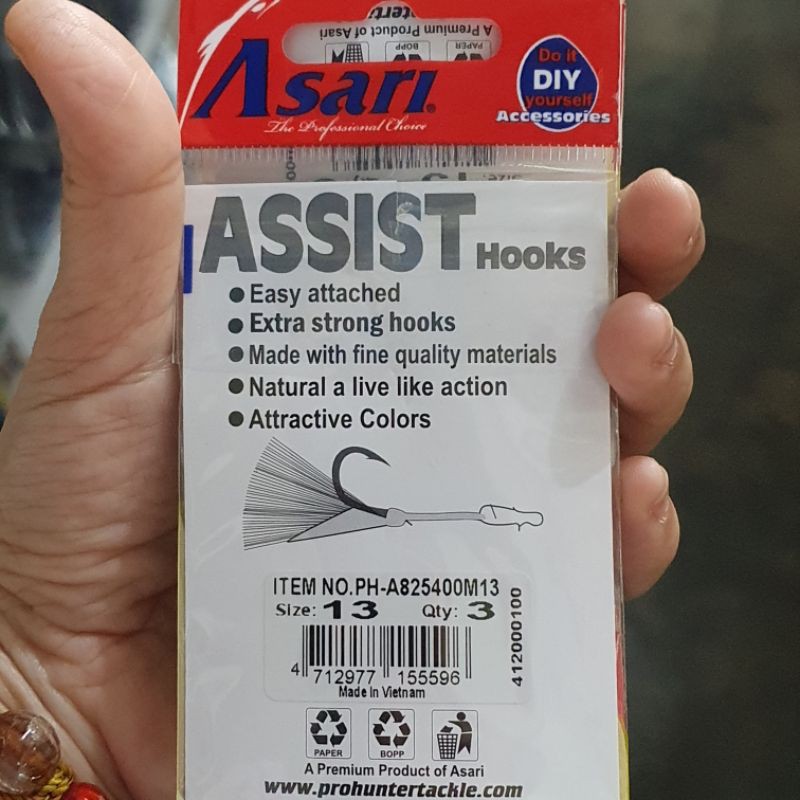 A Premium Product of Asari
PAPER
BOPP
Asari
The Professional Choice
Do it
DIY
yourself
Accessories
ASSIST Hooks
• Easy attached
• Extra strong hooks
• Made with fine quality materials
• Natural a live like action
• Attractive Colors
ITEM NO.PH-A825400M13
Size: 13 Qty: 3
4 712977 155596
Made In Vietnam
412000100
PAPER
BOPP
A Premium Product of Asari
www.prohuntertackle.com